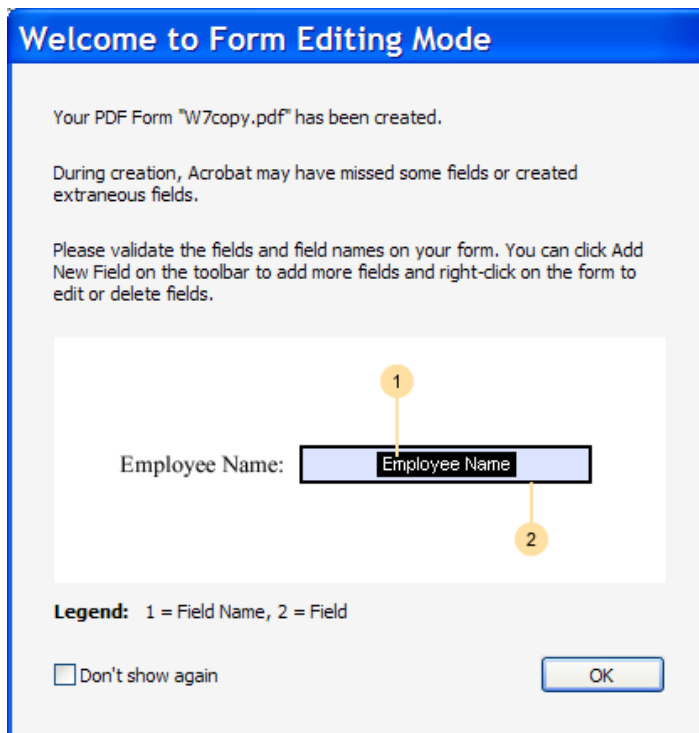 Welcome to Form Editing Mode
Your PDF Form "W7copy.pdf" has been created.
During creation, Acrobat may have missed some fields or created
extraneous fields.
Please validate the fields and field names on your form. You can click Add
New Field on the toolbar to add more fields and right-click on the form to
edit or delete fields.
1
Employee Name: Employee Name
2
Legend: 1 = Field Name, 2 = Field
Don't show again OK